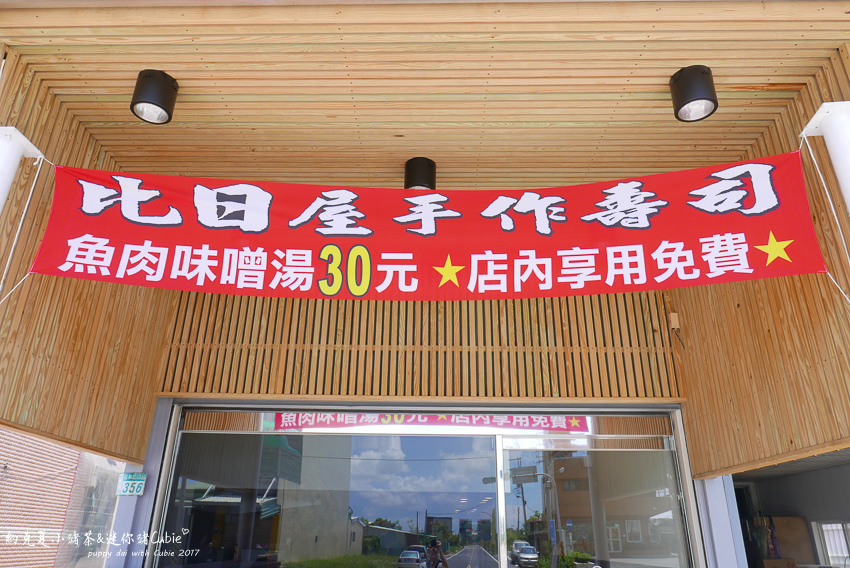 比日屋手作壽司
魚肉味噌湯30元 ★店內享用免費★
魚肉味噌湯30元 ★店內享用免費★
356
puppy dai with Cubie 2017